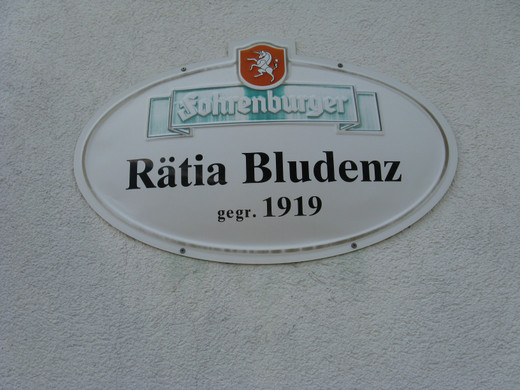 Fohrenburger
Rätia Bludenz
gegr. 1919